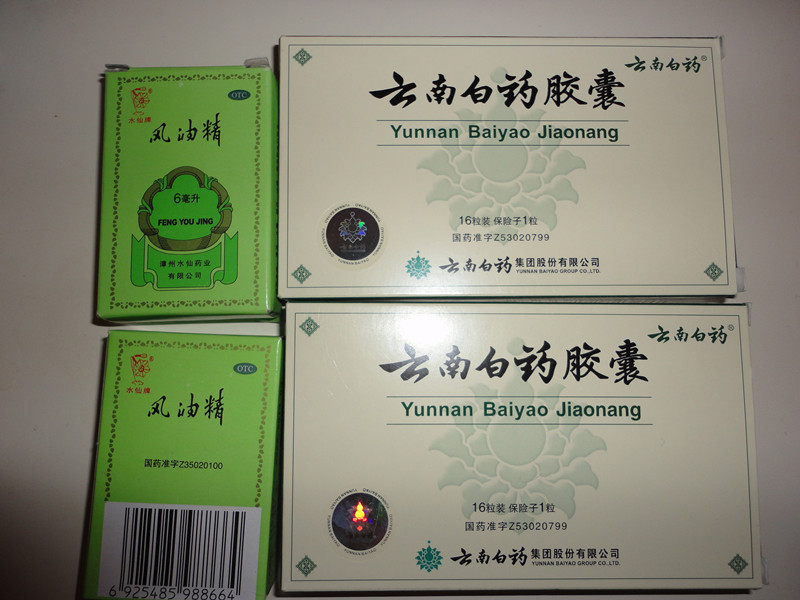 水仙牌
®
OTC
风油精
6毫升
FENG YOU JING
漳州水仙药业
有限公司
云南白药®
云南白药胶囊
Yunnan Baiyao Jiaonang
16粒装 保险子1粒
国药准字Z53020799
云南白药集团股份有限公司
YUNNAN BAIYAO GROUP CO.,LTD.
水仙牌
®
OTC
风油精
国药准字Z35020100
6 925485 988664
云南白药®
云南白药胶囊
Yunnan Baiyao Jiaonang
16粒装 保险子1粒
国药准字Z53020799
云南白药集团股份有限公司
YUNNAN BAIYAO GROUP CO.,LTD.